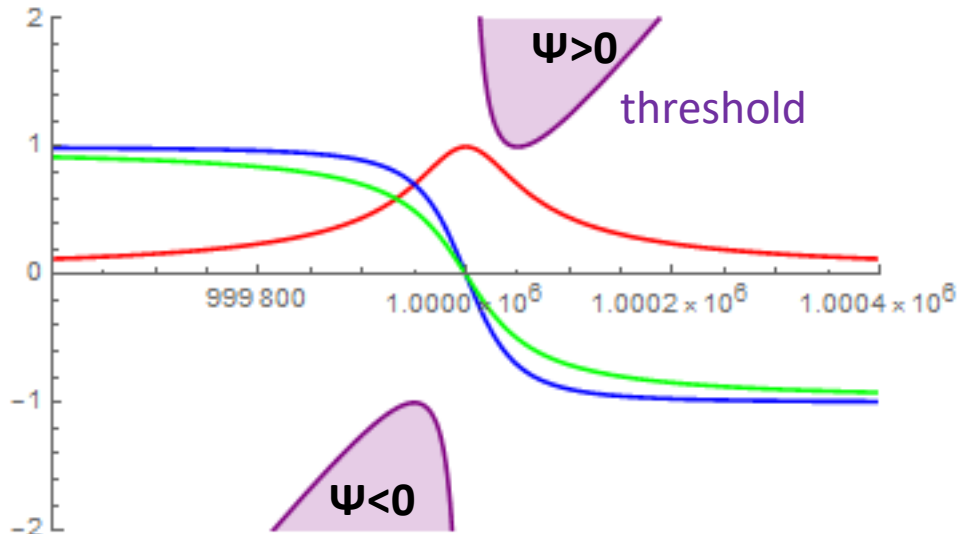 2
Ψ>0
threshold
1
0
999 800
1.0000 × 10⁶
1.0002 × 10⁶
1.0004 × 10⁶
−1
Ψ<0
−2